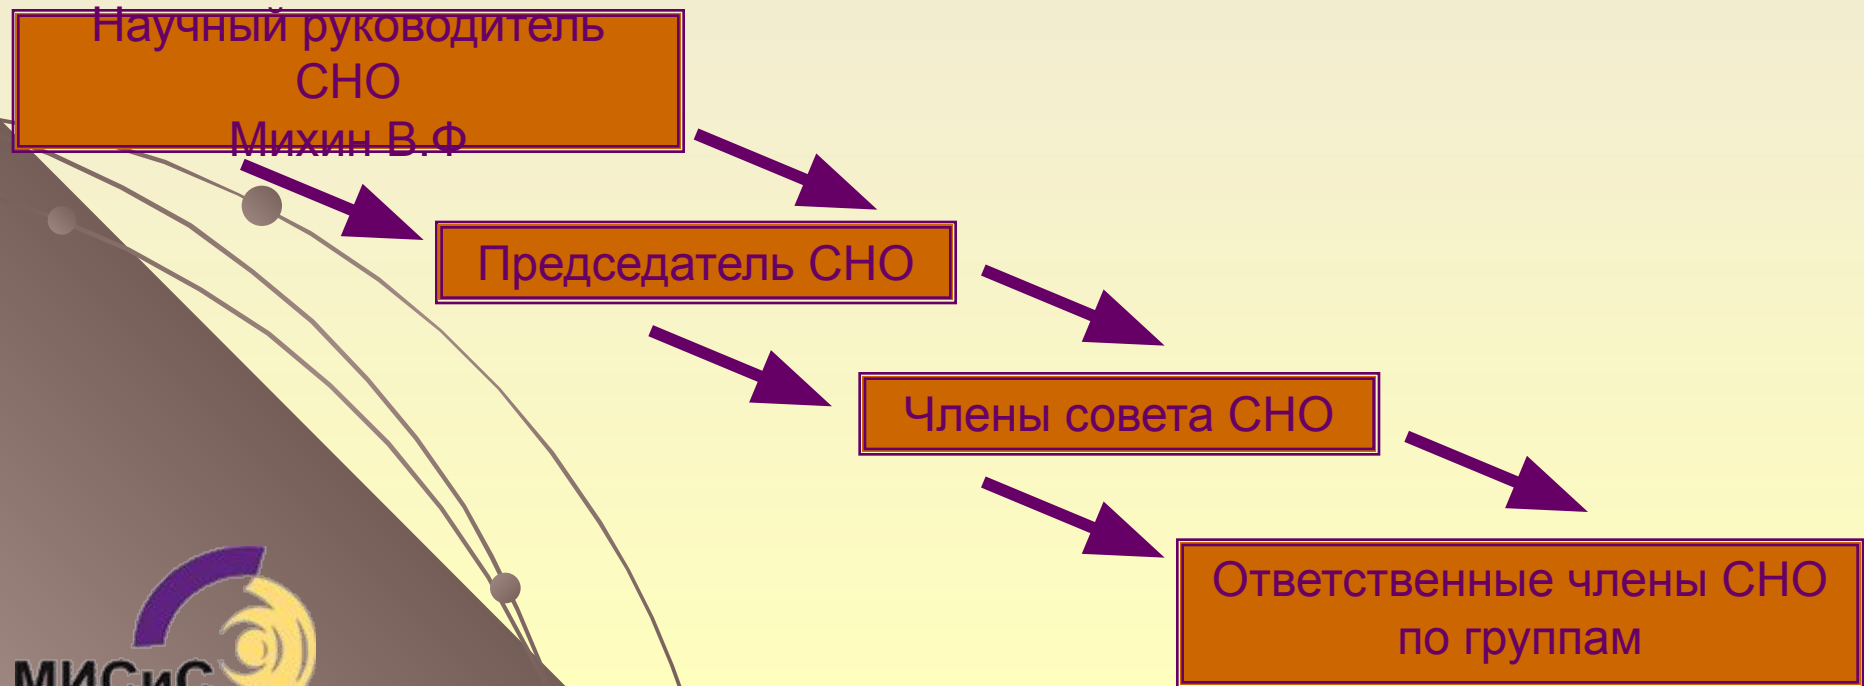 Научный руководитель
СНО
Михин В.Ф
Председатель СНО
Члены совета СНО
Ответственные члены СНО
по группам
МИСиС